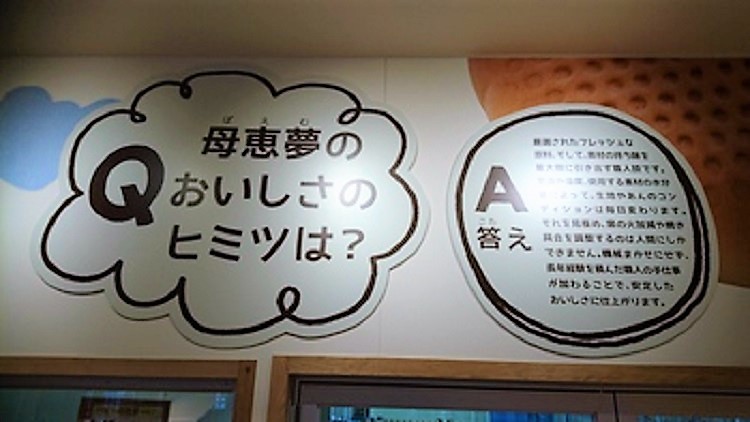 ぼえむ
母恵夢の
Q おいしさの
ヒミツは？
A
こた
答え
厳選されたフレッシュな
原料、そして、素材の持ち味を
最大限に引き出す職人技です。
使用する素材の水分
によって、生地やあんのコン
ディションは毎日変わります。
それを見極め、窯の火加減や焼き
具合を調整するのは人間にしか
できません。機械まかせにせず、
長年経験を積んだ職人の手仕事
が加わることで、安定した
おいしさに仕上がります。